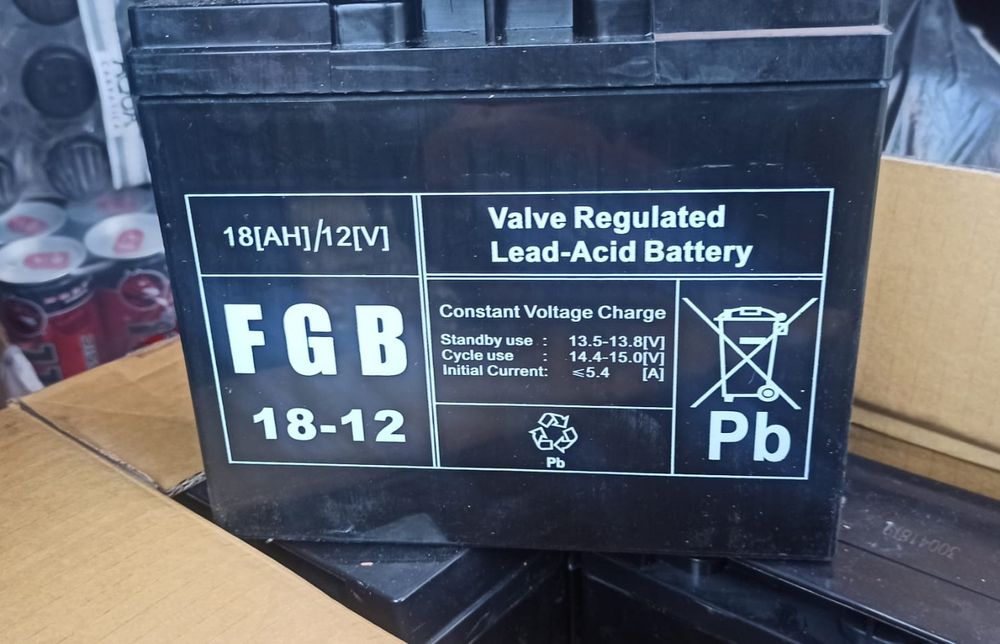 18[AH]/12[V]
Valve Regulated
Lead-Acid Battery
FGB
18-12
Constant Voltage Charge
Standby use : 13.5-13.8[V]
Cycle use : 14.4-15.0[V]
Initial Current: ≤5.4 [A]
Pb
Pb